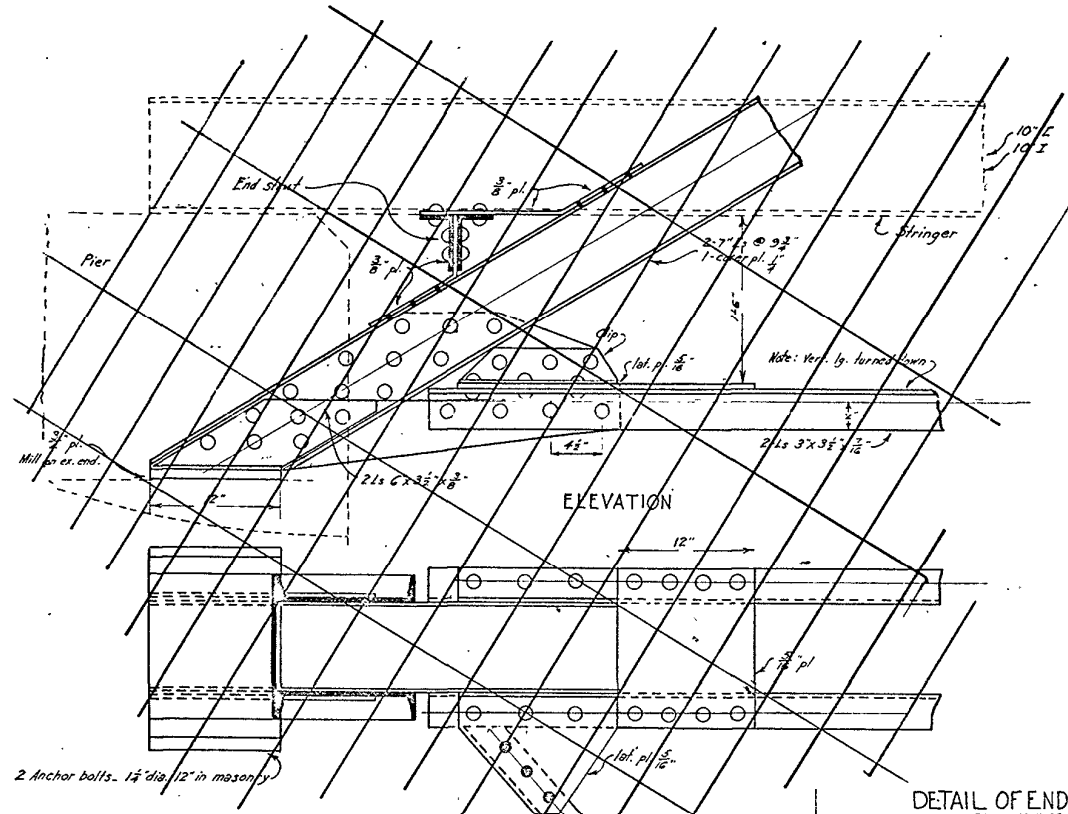 10" [
10" I
End strut
3/8" pl.
Stringer
2-7" [s @ 9 3/4"
1-cover pl. 1/4"
Pier
3/8" pl.
1'-6"
clip
lat. pl. 5/16"
Note: Vert. lg. turned down
3/4" pl.
Mill on ex. end.
4 1/2"
2-Ls 3" x 3 1/2" x 7/16"
2 Ls 6 x 3 1/2" x 3/8"
ELEVATION
12"
5/16" pl
lat. pl. 5/16"
2 Anchor bolts- 1 1/4" dia. 12" in masonry
DETAIL OF END